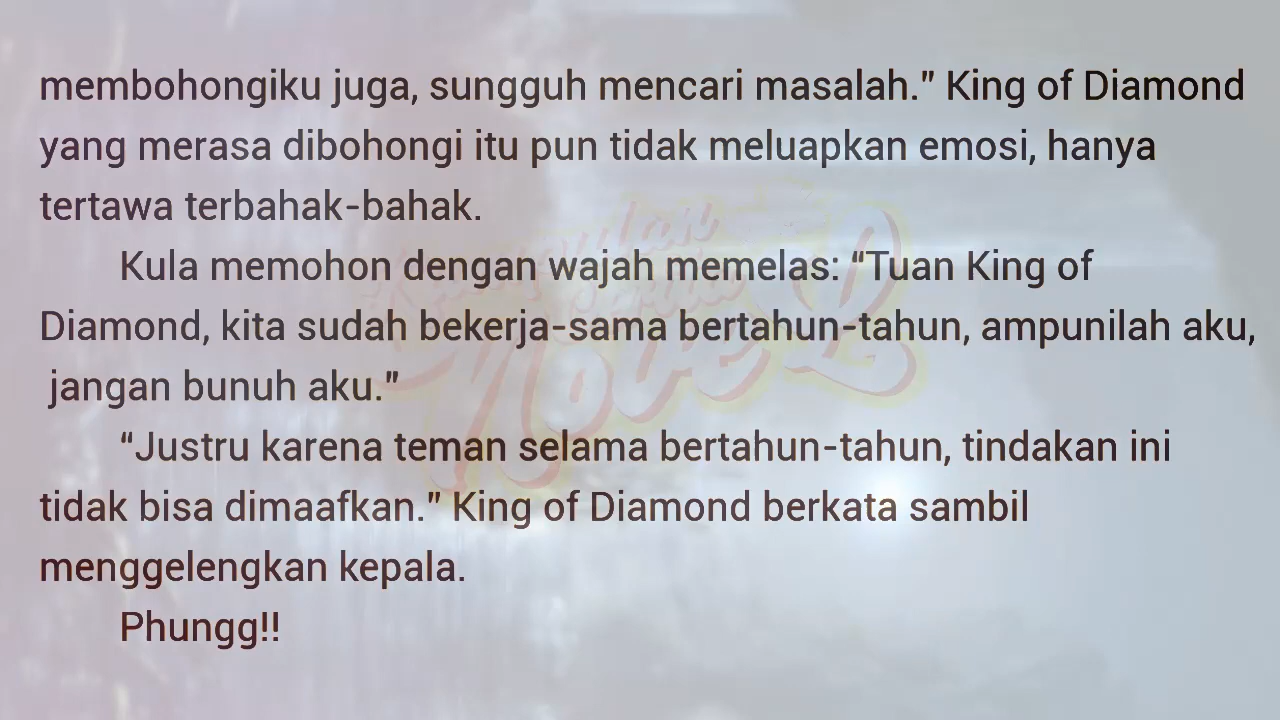 membohongiku juga, sungguh mencari masalah." King of Diamond
yang merasa dibohongi itu pun tidak meluapkan emosi, hanya
tertawa terbahak-bahak.
Kula memohon dengan wajah memelas: "Tuan King of
Diamond, kita sudah bekerja-sama bertahun-tahun, ampunilah aku,
jangan bunuh aku."
"Justru karena teman selama bertahun-tahun, tindakan ini
tidak bisa dimaafkan." King of Diamond berkata sambil
menggelengkan kepala.
Phungg!!
Novel